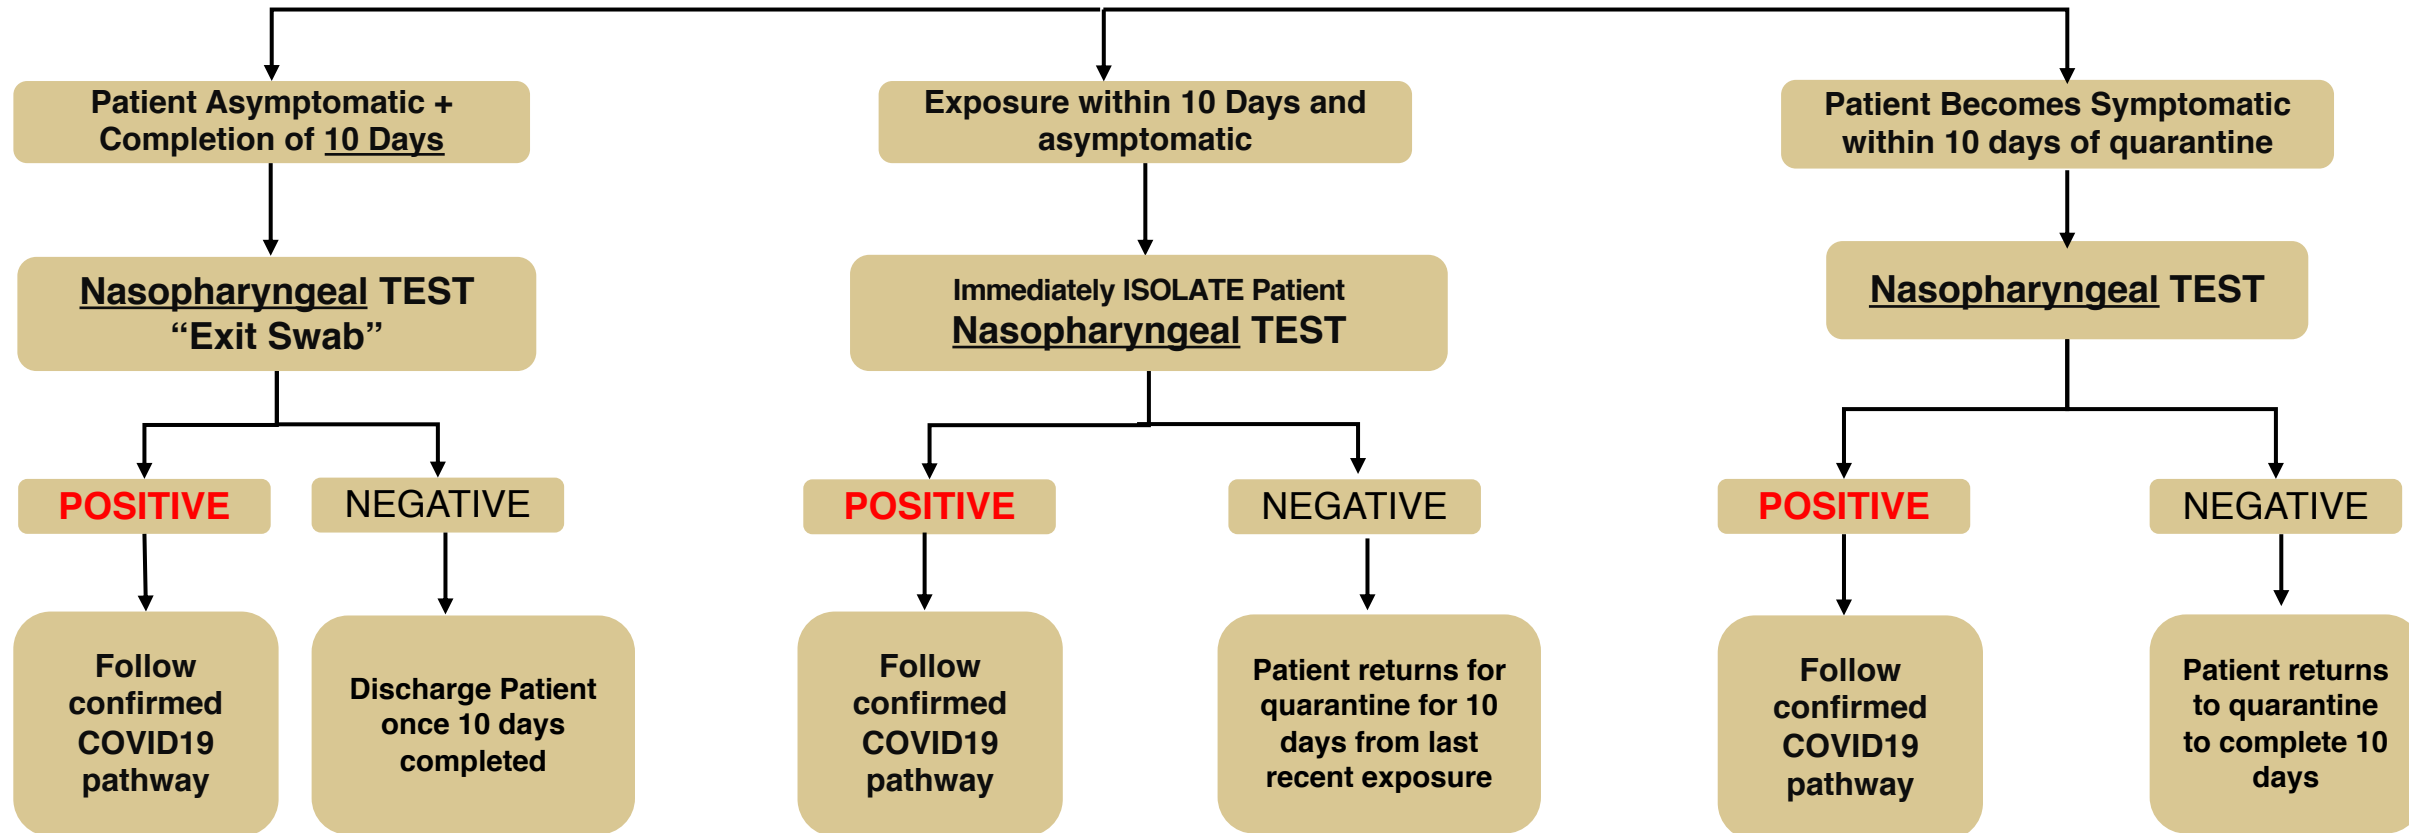 Patient Asymptomatic +
Completion of 10 Days
Exposure within 10 Days and
asymptomatic
Patient Becomes Symptomatic
within 10 days of quarantine
Nasopharyngeal TEST
“Exit Swab”
Immediately ISOLATE Patient
Nasopharyngeal TEST
Nasopharyngeal TEST
POSITIVE
NEGATIVE
POSITIVE
NEGATIVE
POSITIVE
NEGATIVE
Follow
confirmed
COVID19
pathway
Discharge Patient
once 10 days
completed
Follow
confirmed
COVID19
pathway
Patient returns for
quarantine for 10
days from last
recent exposure
Follow
confirmed
COVID19
pathway
Patient returns
to quarantine
to complete 10
days